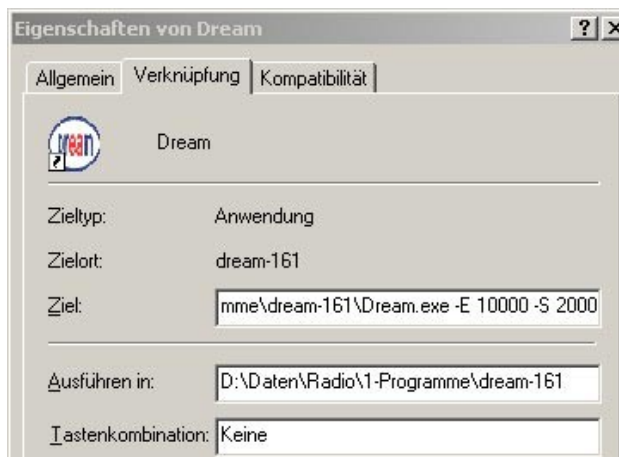 Eigenschaften von Dream
Allgemein Verknüpfung Kompatibilität
Dream
Zieltyp: Anwendung
Zielort: dream-161
Ziel: mme\dream-161\Dream.exe -E 10000 -S 2000
Ausführen in: D:\Daten\Radio\1-Programme\dream-161
Tastenkombination: Keine